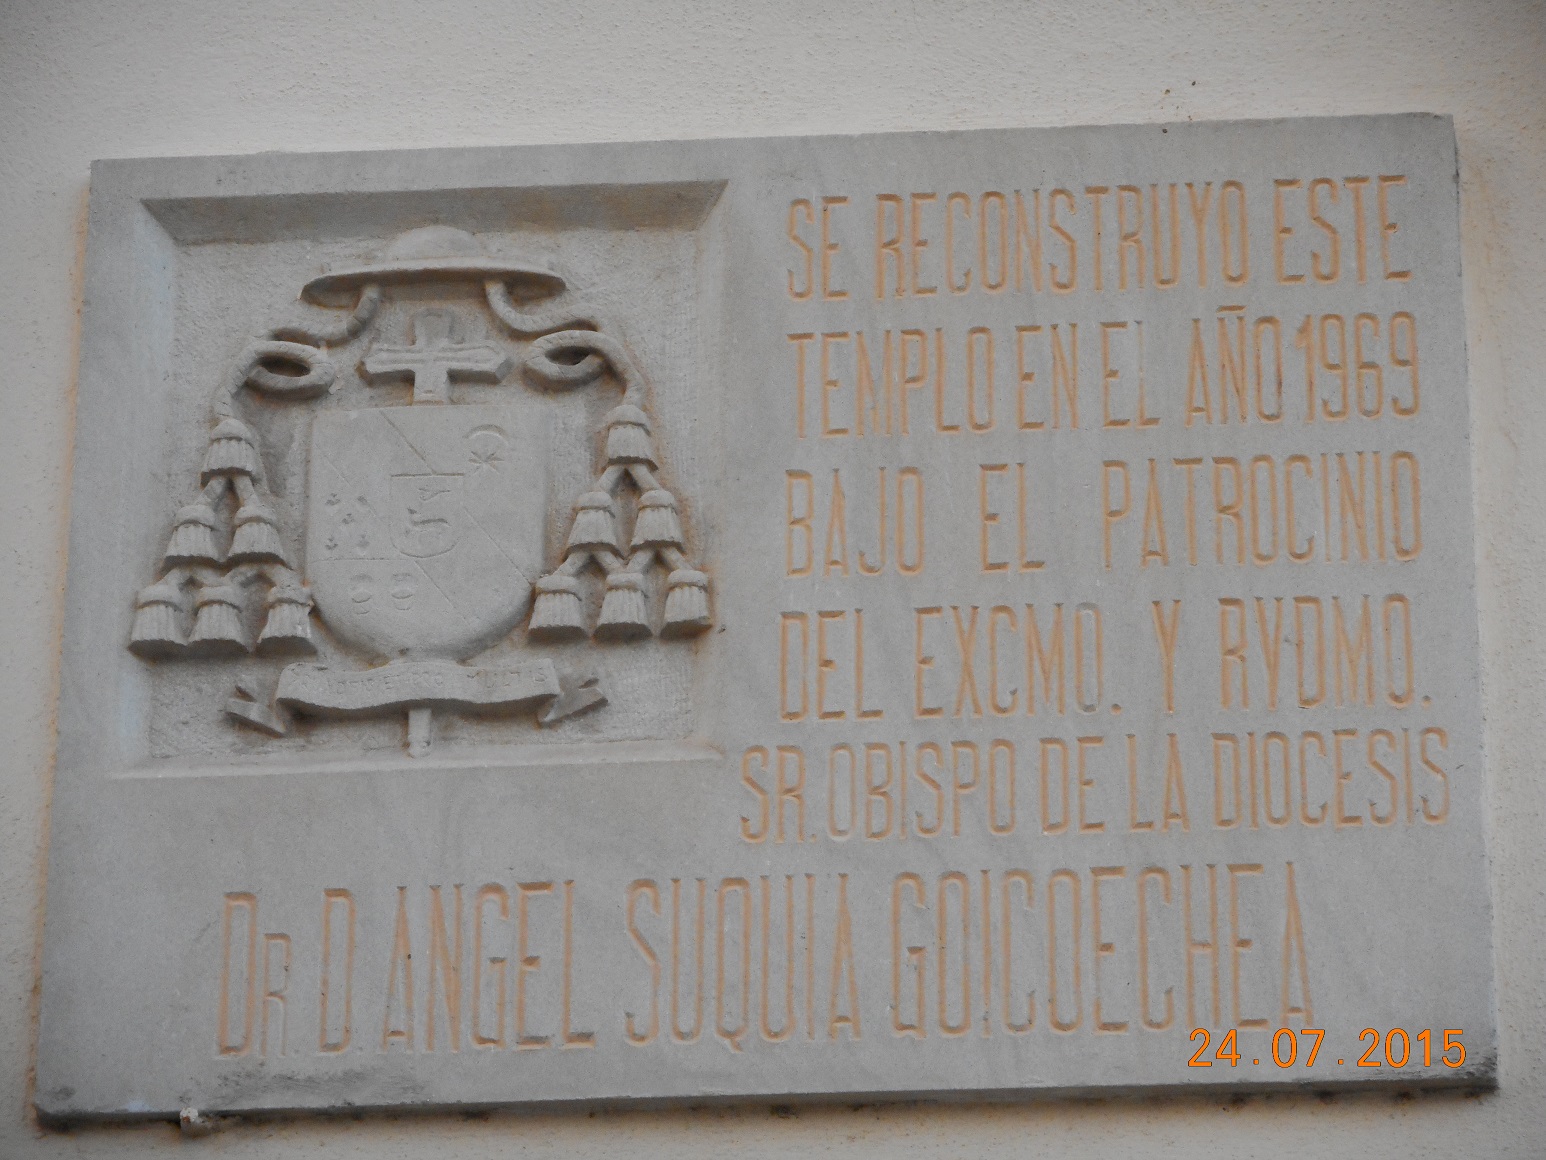 SE RECONSTRUYO ESTE
TEMPLO EN EL AÑO 1969
BAJO EL PATROCINIO
DEL EXCMO. Y RVDMO.
SR. OBISPO DE LA DIOCESIS
DR. D. ANGEL SUQUIA GOICOECHEA
24.07.2015